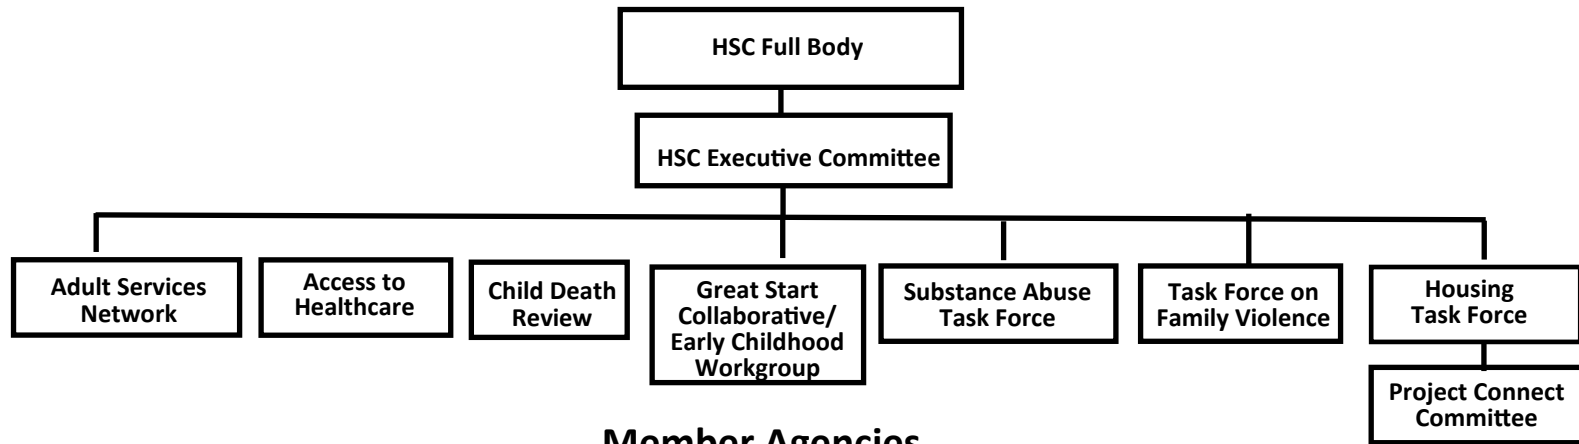 HSC Full Body
HSC Executive Committee
Adult Services
Network
Access to
Healthcare
Child Death
Review
Great Start
Collaborative/
Early Childhood
Workgroup
Substance Abuse
Task Force
Task Force on
Family Violence
Housing
Task Force
Project Connect
Committee
Member Agencies